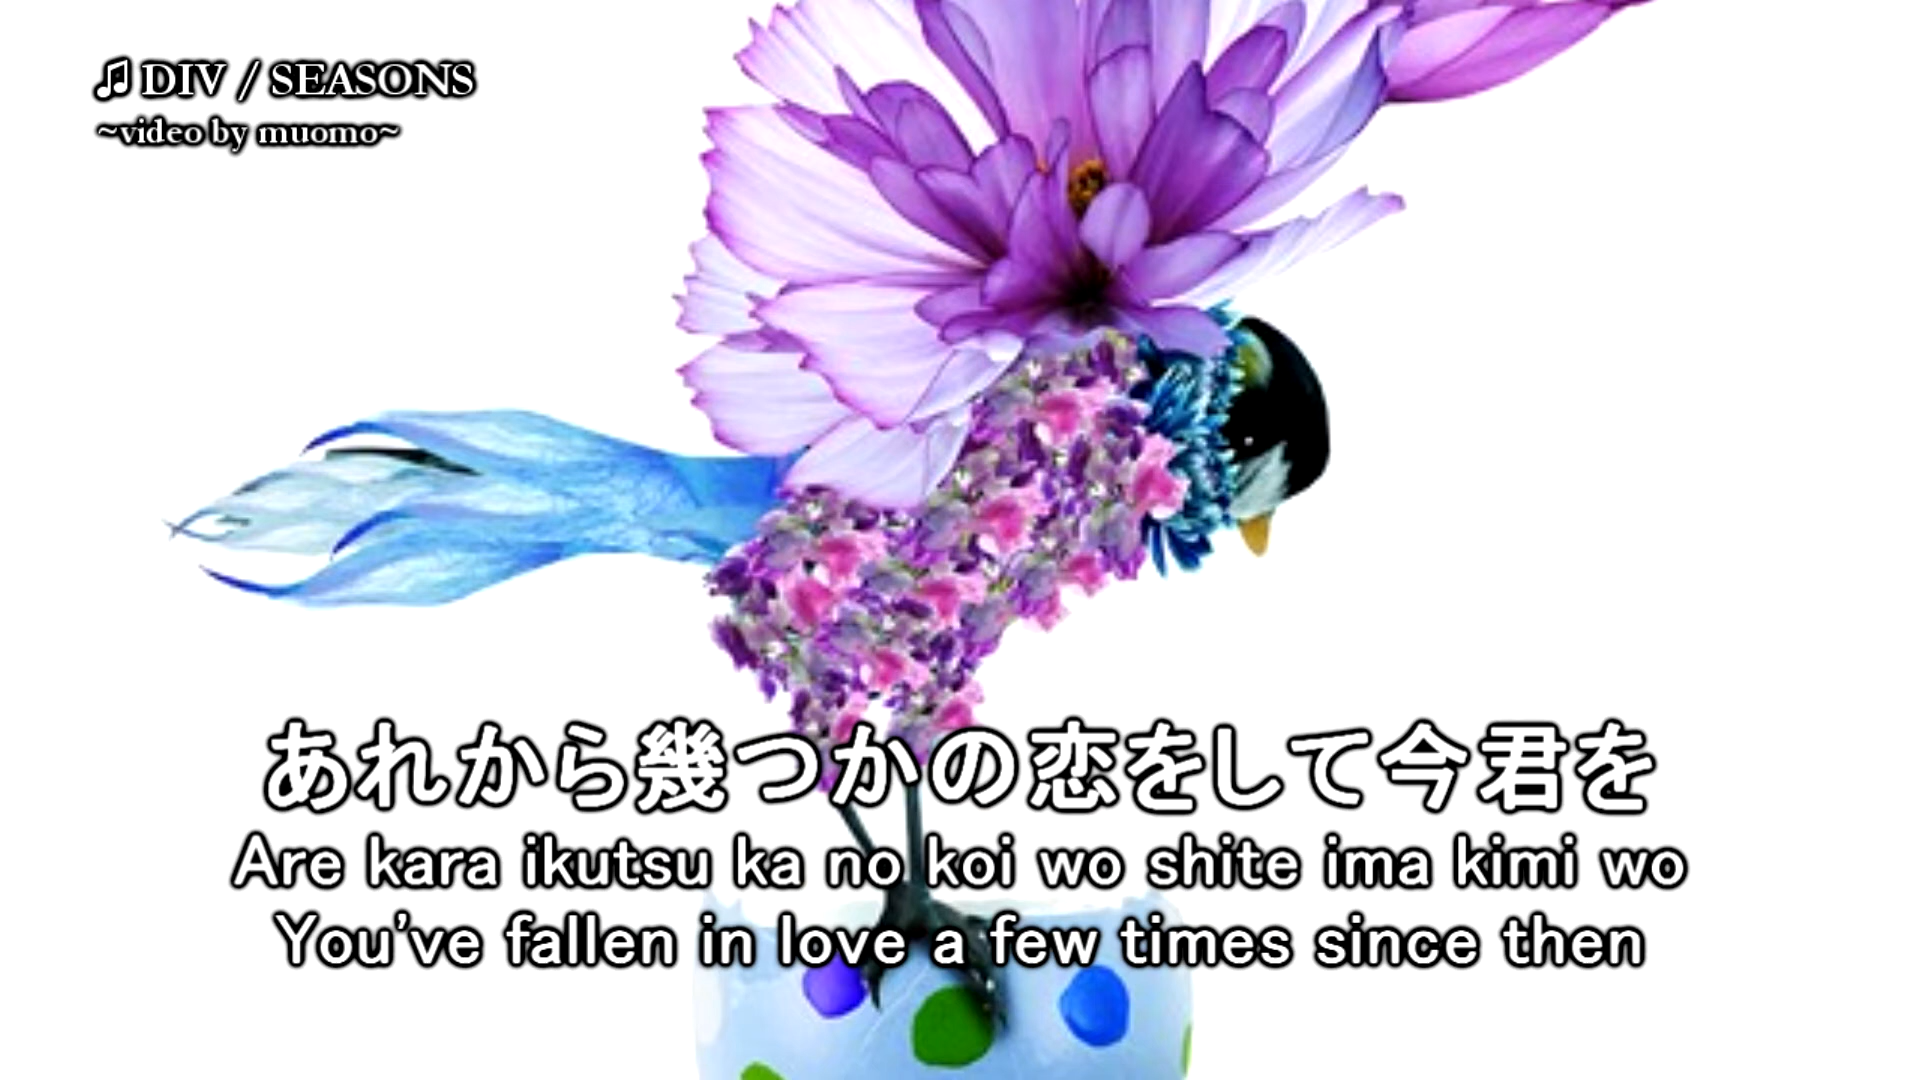 ♫ DIV / SEASONS
~video by muomo~
あれから幾つかの恋をして今君を
Are kara ikutsu ka no koi wo shite ima kimi wo
You've fallen in love a few times since then